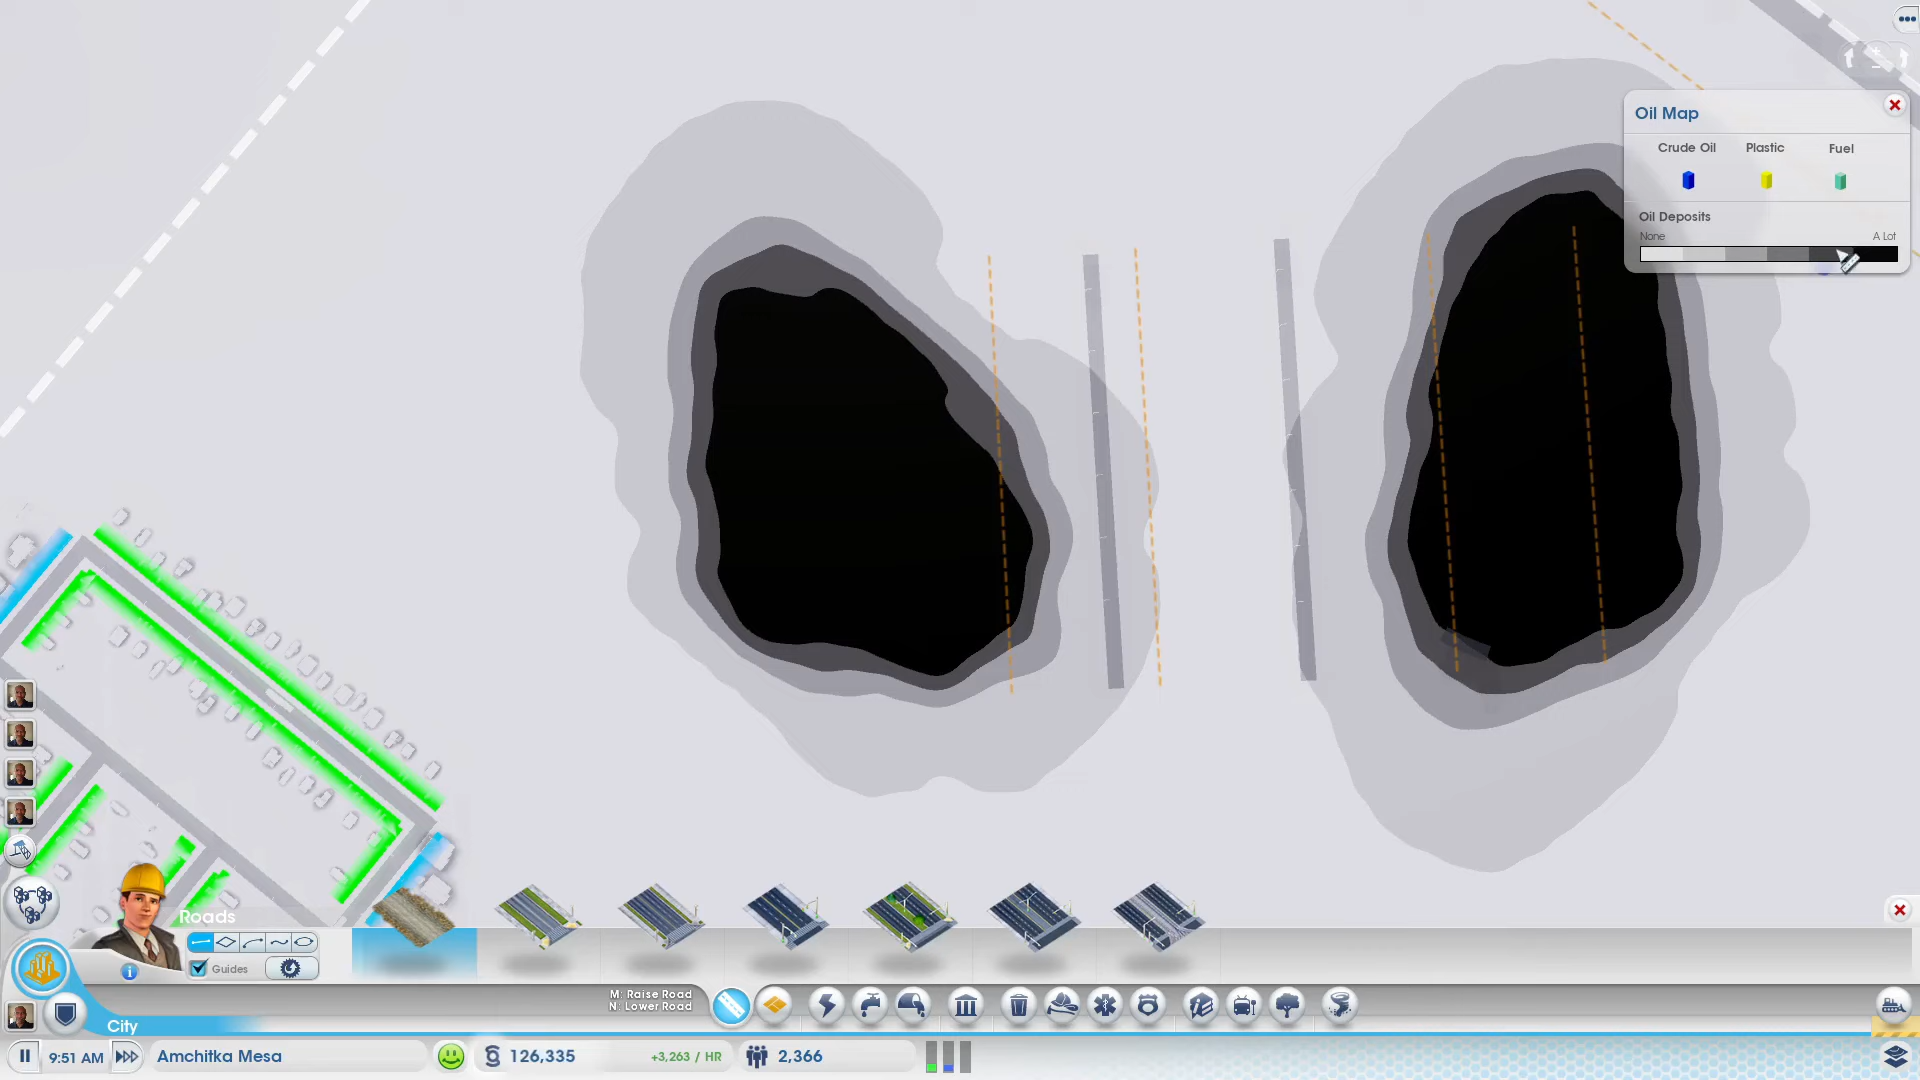 Oil Map
Crude Oil Plastic Fuel
Oil Deposits
None A Lot
Roads
Guides
M: Raise Road
N: Lower Road
City
9:51 AM Amchitka Mesa 126,335 +3,263 / HR 2,366